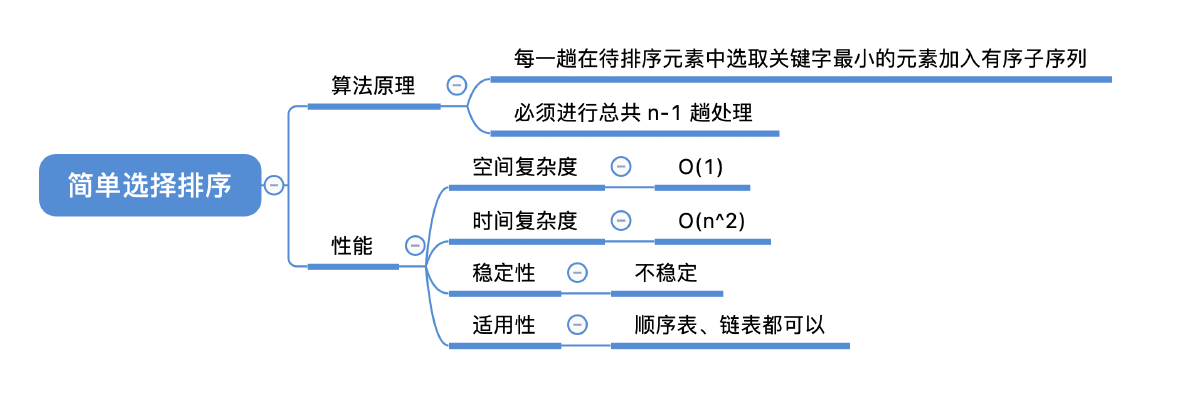 简单选择排序
算法原理
每一趟在待排序元素中选取关键字最小的元素加入有序子序列
必须进行总共 n-1 趟处理
性能
空间复杂度
O(1)
时间复杂度
O(n^2)
稳定性
不稳定
适用性
顺序表、链表都可以